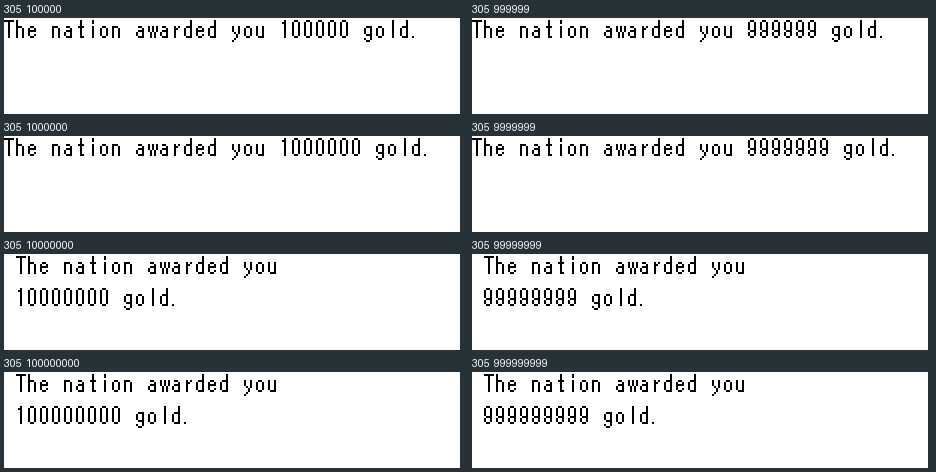 305 100000
The nation awarded you 100000 gold.
305 999999
The nation awarded you 999999 gold.
305 1000000
The nation awarded you 1000000 gold.
305 9999999
The nation awarded you 9999999 gold.
305 10000000
The nation awarded you
10000000 gold.
305 99999999
The nation awarded you
99999999 gold.
305 100000000
The nation awarded you
100000000 gold.
305 999999999
The nation awarded you
999999999 gold.